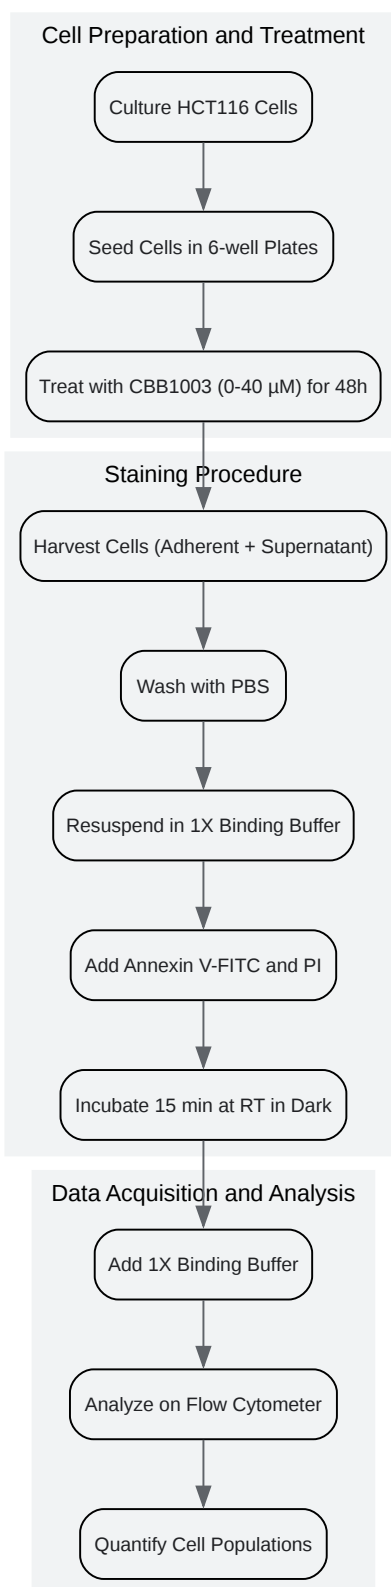 Cell Preparation and Treatment
Culture HCT116 Cells
Seed Cells in 6-well Plates
Treat with CBB1003 (0-40 µM) for 48h
Staining Procedure
Harvest Cells (Adherent + Supernatant)
Wash with PBS
Resuspend in 1X Binding Buffer
Add Annexin V-FITC and PI
Incubate 15 min at RT in Dark
Data Acquisition and Analysis
Add 1X Binding Buffer
Analyze on Flow Cytometer
Quantify Cell Populations